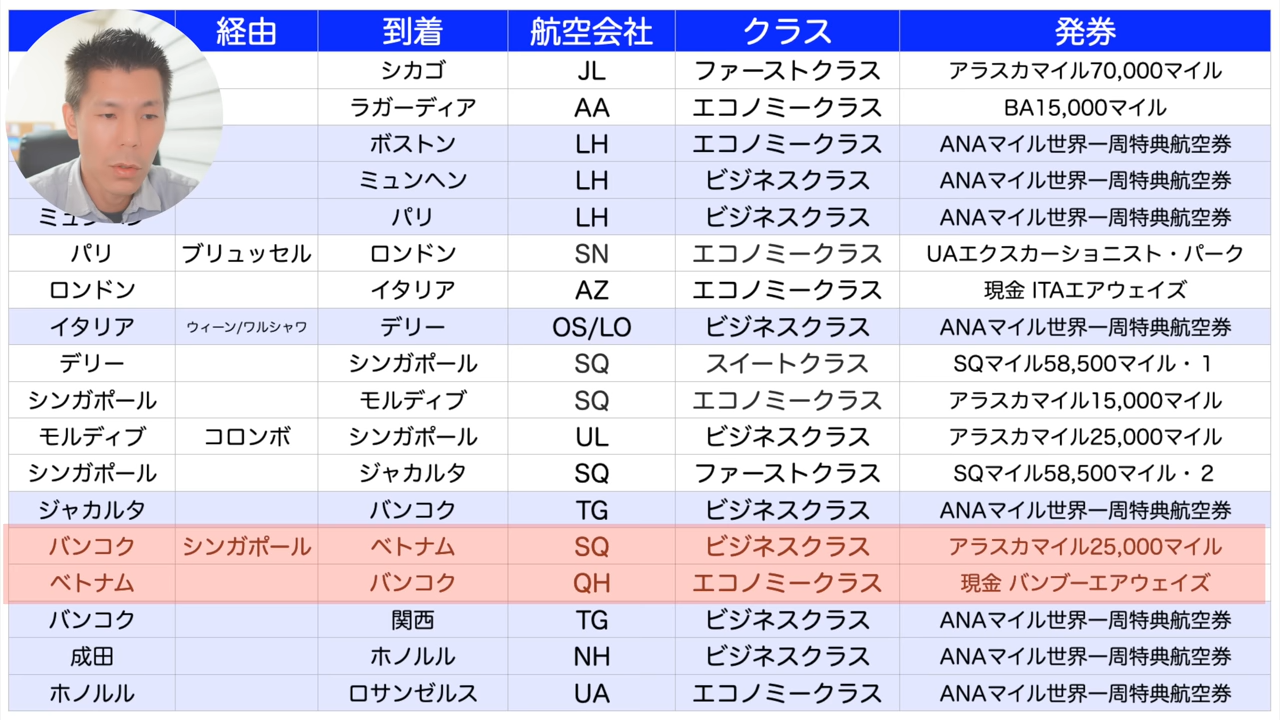 経由 到着 航空会社 クラス 発券
シカゴ JL ファーストクラス アラスカマイル70,000マイル
ラガーディア AA エコノミークラス BA15,000マイル
ボストン LH エコノミークラス ANAマイル世界一周特典航空券
ミュンヘン LH ビジネスクラス ANAマイル世界一周特典航空券
ミュンヘン パリ LH ビジネスクラス ANAマイル世界一周特典航空券
パリ ブリュッセル ロンドン SN エコノミークラス UAエクスカーショニスト・パーク
ロンドン イタリア AZ エコノミークラス 現金 ITAエアウェイズ
イタリア ウィーン/ワルシャワ デリー OS/LO ビジネスクラス ANAマイル世界一周特典航空券
デリー シンガポール SQ スイートクラス SQマイル58,500マイル・1
シンガポール モルディブ SQ エコノミークラス アラスカマイル15,000マイル
モルディブ コロンボ シンガポール UL ビジネスクラス アラスカマイル25,000マイル
シンガポール ジャカルタ SQ ファーストクラス SQマイル58,500マイル・2
ジャカルタ バンコク TG ビジネスクラス ANAマイル世界一周特典航空券
バンコク シンガポール ベトナム SQ ビジネスクラス アラスカマイル25,000マイル
ベトナム バンコク QH エコノミークラス 現金 バンブーエアウェイズ
バンコク 関西 TG ビジネスクラス ANAマイル世界一周特典航空券
成田 ホノルル NH ビジネスクラス ANAマイル世界一周特典航空券
ホノルル ロサンゼルス UA エコノミークラス ANAマイル世界一周特典航空券